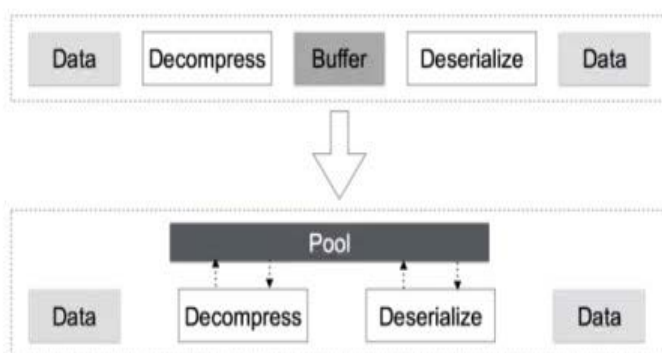 Data Decompress Buffer Deserialize Data
Pool
Data Decompress Deserialize Data